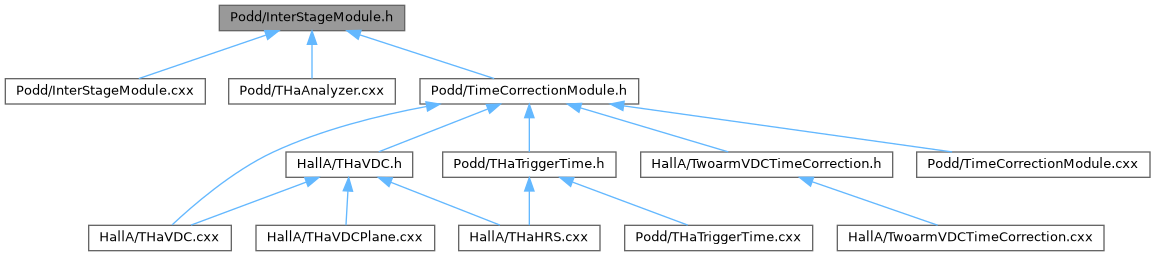 Podd/InterStageModule.h
Podd/InterStageModule.cxx
Podd/THaAnalyzer.cxx
Podd/TimeCorrectionModule.h
HallA/THaVDC.h
Podd/THaTriggerTime.h
HallA/TwoarmVDCTimeCorrection.h
Podd/TimeCorrectionModule.cxx
HallA/THaVDC.cxx
HallA/THaVDCPlane.cxx
HallA/THaHRS.cxx
Podd/THaTriggerTime.cxx
HallA/TwoarmVDCTimeCorrection.cxx